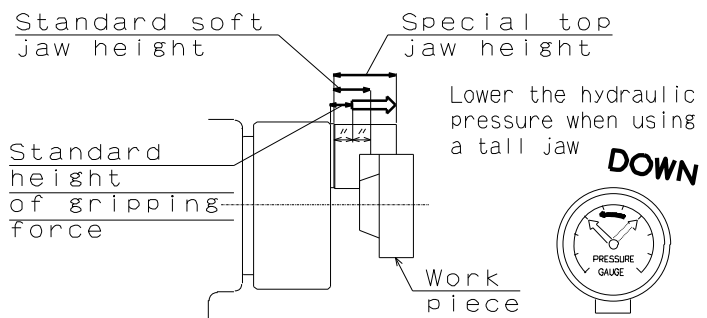 Standard soft
jaw height
Special top
jaw height
Lower the hydraulic
pressure when using
a tall jaw
DOWN
Standard
height
of gripping
force
〃 〃
PRESSURE
GAUGE
Work
piece